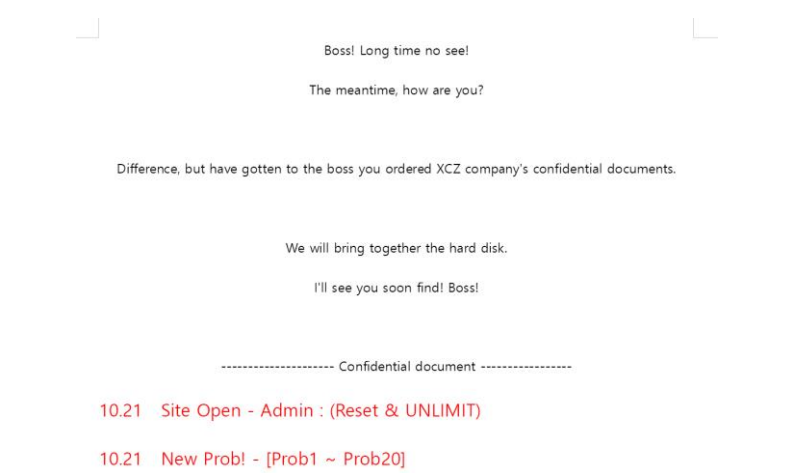 Boss! Long time no see!
The meantime, how are you?
Difference, but have gotten to the boss you ordered XCZ company's confidential documents.
We will bring together the hard disk.
I'll see you soon find! Boss!
--------------------- Confidential document -----------------
10.21 Site Open - Admin : (Reset & UNLIMIT)
10.21 New Prob! - [Prob1 ~ Prob20]